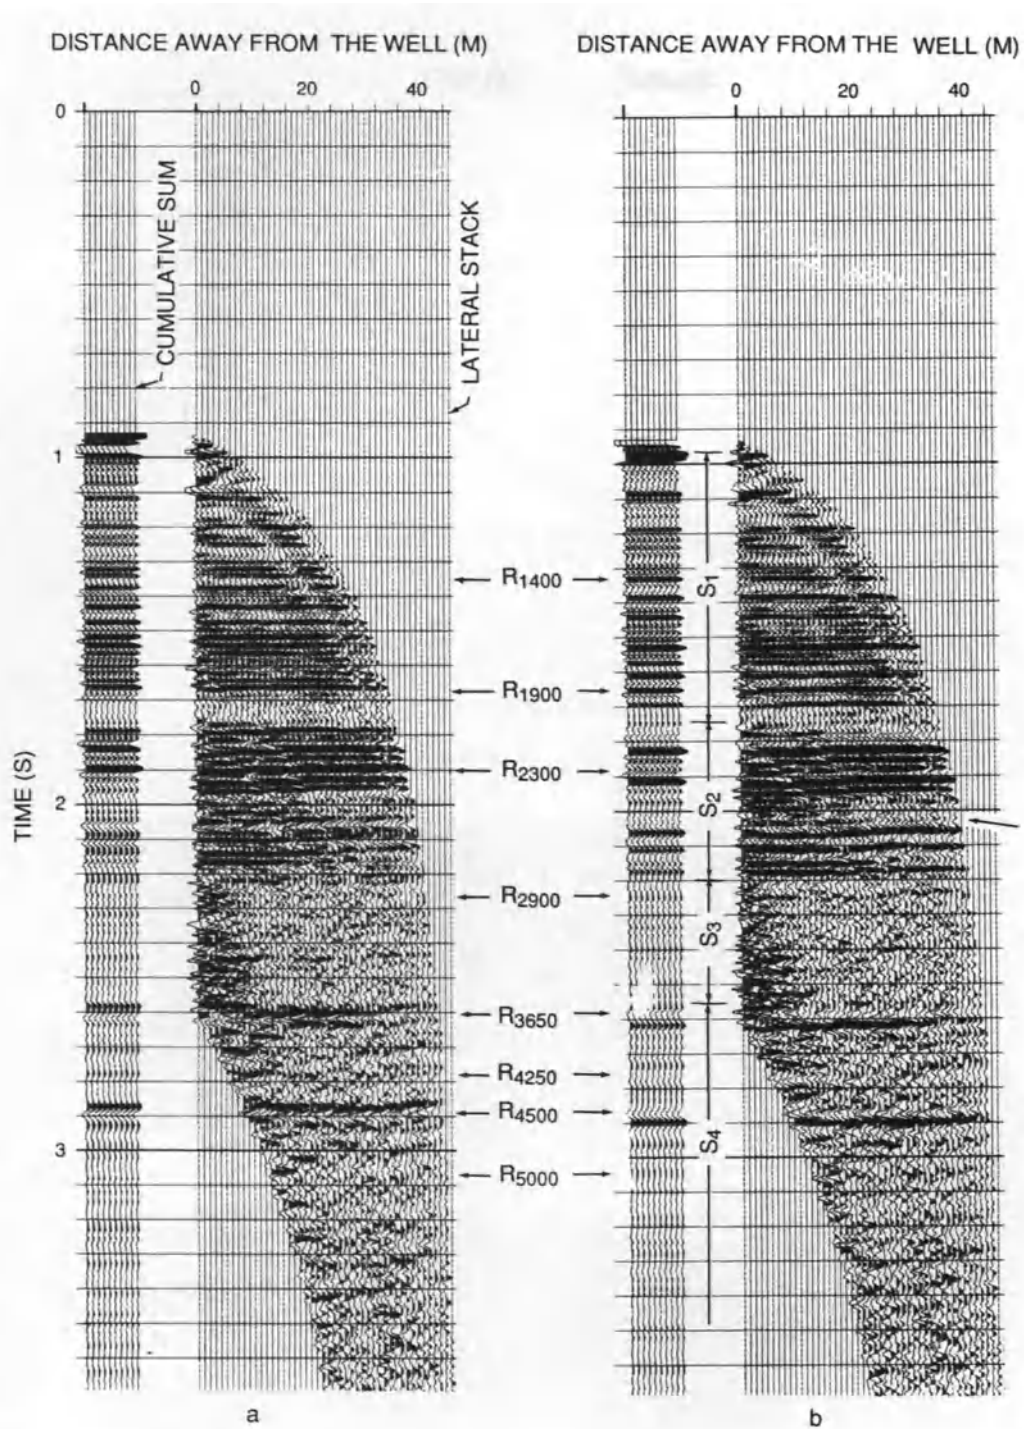 DISTANCE AWAY FROM THE WELL (M)
DISTANCE AWAY FROM THE WELL (M)
0 20 40
0 20 40
0
CUMULATIVE SUM
LATERAL STACK
1
R1400
S1
R1900
R2300
TIME (S)
2
S2
R2900
S3
R3650
R4250
R4500
S4
3
R5000
a
b